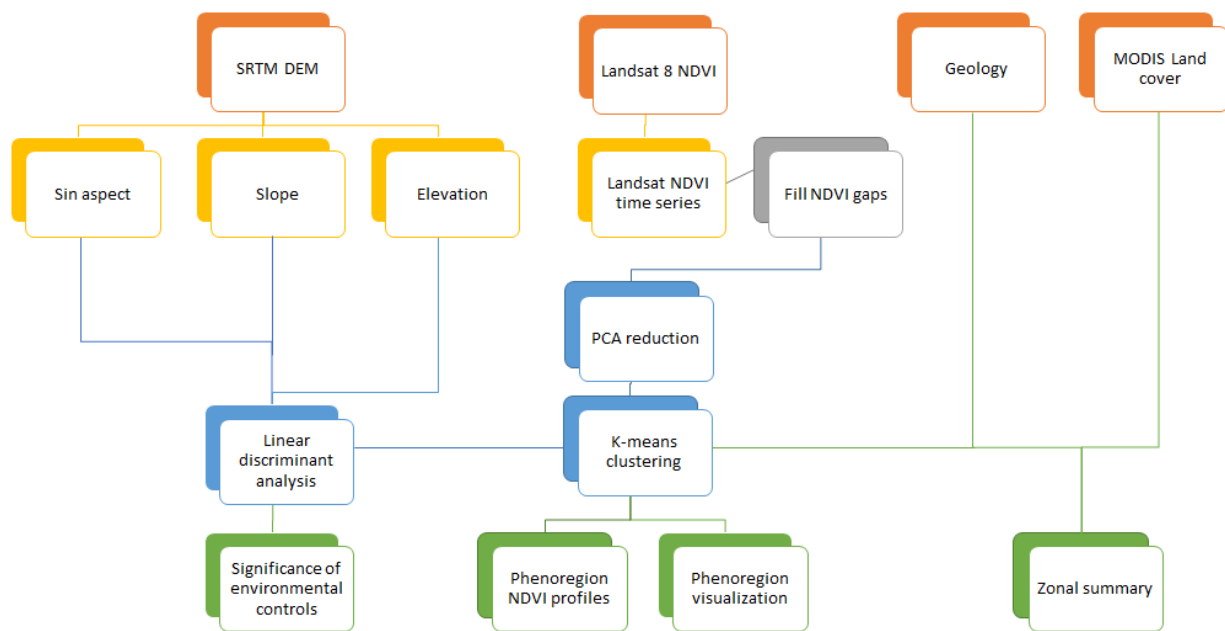 SRTM DEM
Landsat 8 NDVI
Geology
MODIS Land
cover
Sin aspect
Slope
Elevation
Landsat NDVI
time series
Fill NDVI gaps
PCA reduction
Linear
discriminant
analysis
K-means
clustering
Significance of
environmental
controls
Phenoregion
NDVI profiles
Phenoregion
visualization
Zonal summary